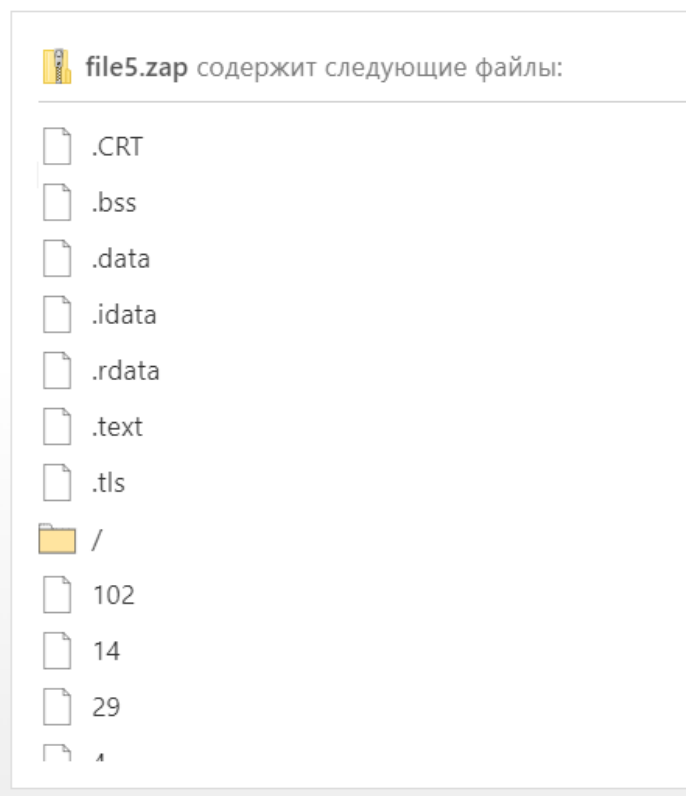 file5.zap содержит следующие файлы:
.CRT
.bss
.data
.idata
.rdata
.text
.tls
/
102
14
29